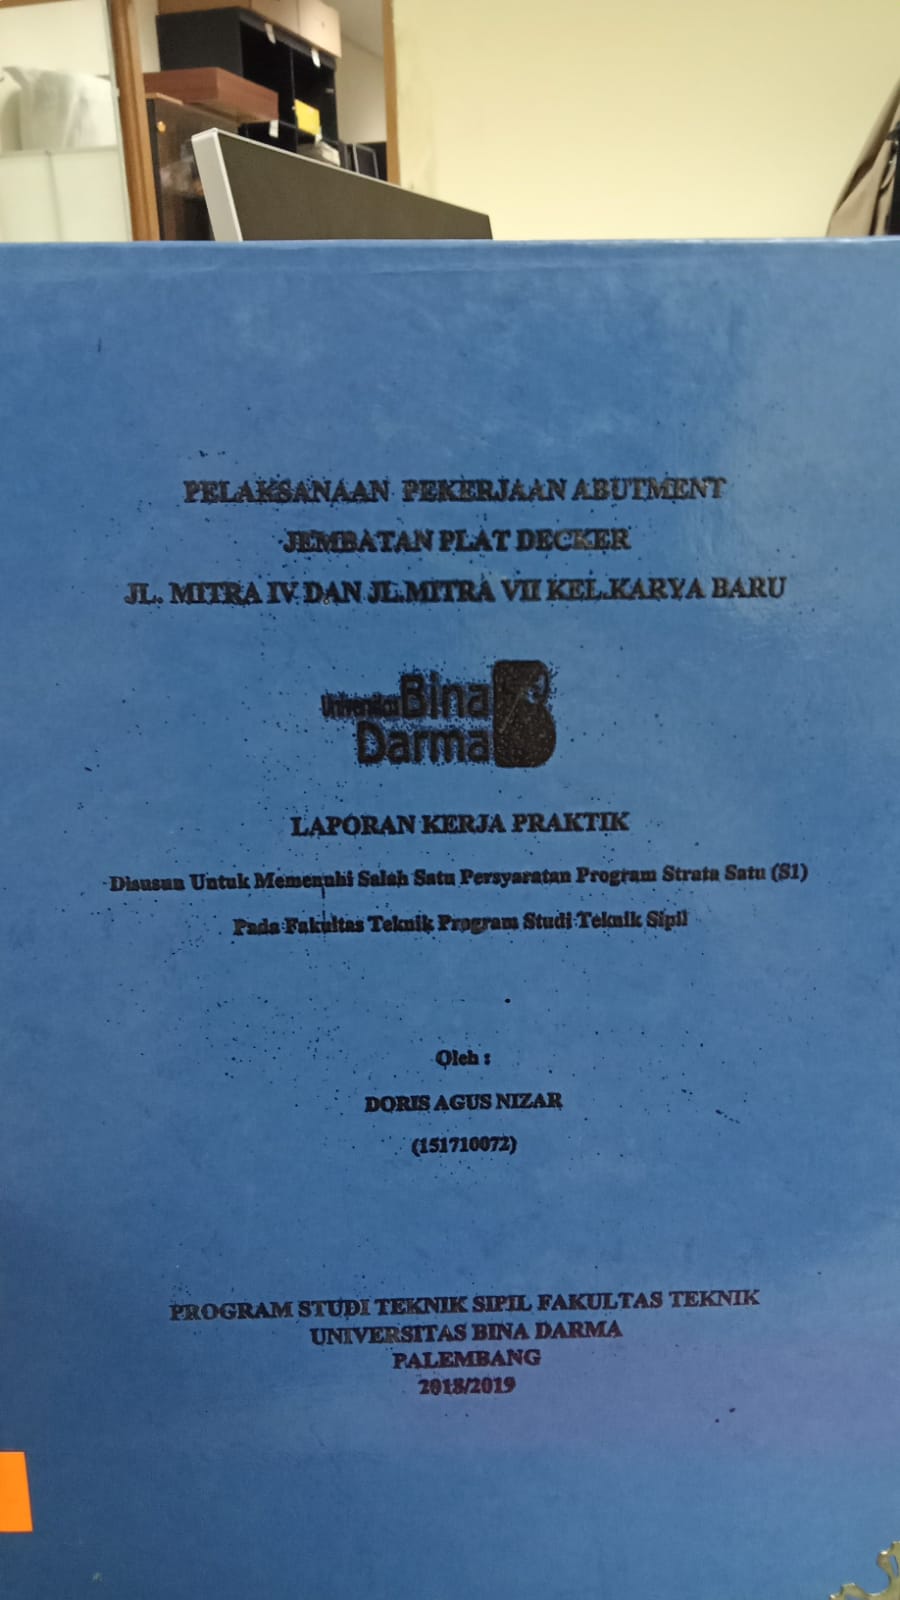 PELAKSANAAN PEKERJAAN ABUTMENT
JEMBATAN PLAT DECKER
JL. MITRA IV DAN JL.MITRA VII KEL.KARYA BARU
Universitas Bina
Darma
LAPORAN KERJA PRAKTIK
Disusun Untuk Memenuhi Salah Satu Persyaratan Program Strata Satu (S1)
Pada Fakultas Teknik Program Studi Teknik Sipil
Oleh :
DORIS AGUS NIZAR
(151710072)
PROGRAM STUDI TEKNIK SIPIL FAKULTAS TEKNIK
UNIVERSITAS BINA DARMA
PALEMBANG
2018/2019